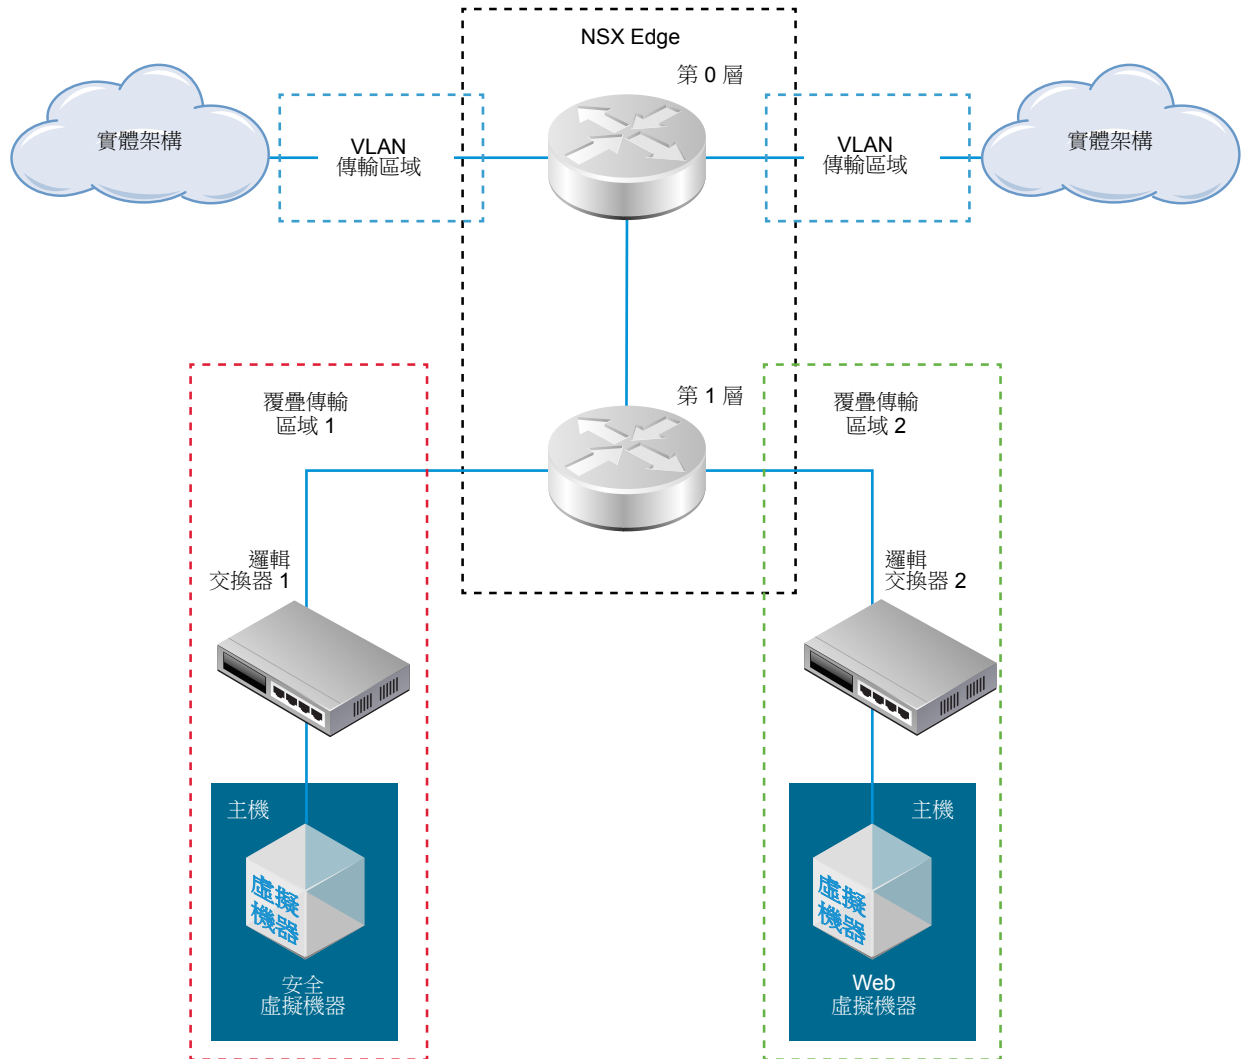 NSX Edge
第 0 層
實體架構
VLAN
傳輸區域
VLAN
傳輸區域
實體架構
覆疊傳輸
區域 1
第 1 層
覆疊傳輸
區域 2
邏輯
交換器 1
邏輯
交換器 2
主機
虛擬
機器
安全
虛擬機器
主機
虛擬
機器
Web
虛擬機器